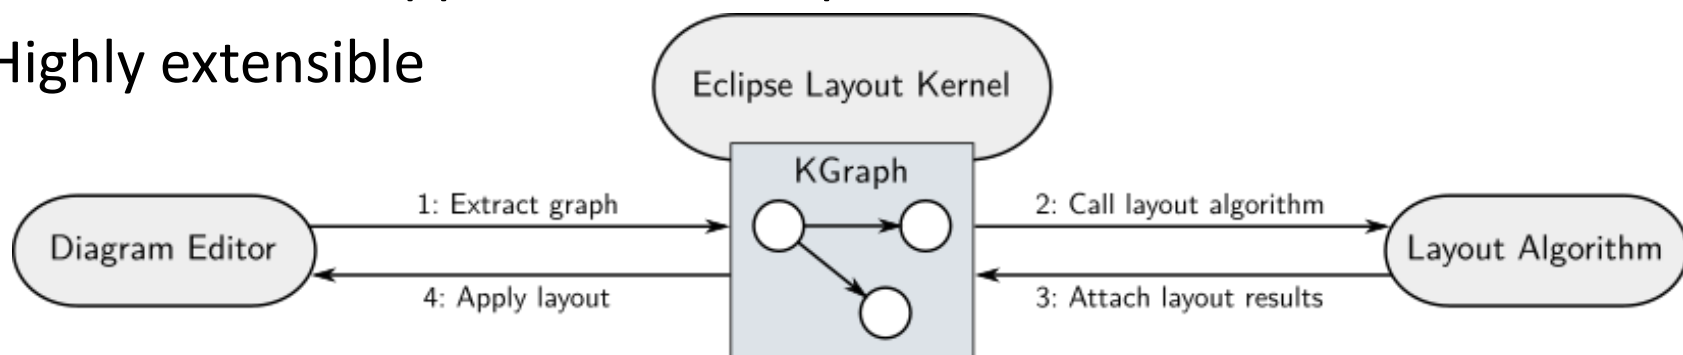 Highly extensible
Eclipse Layout Kernel
KGraph
1: Extract graph
2: Call layout algorithm
Diagram Editor
Layout Algorithm
4: Apply layout
3: Attach layout results